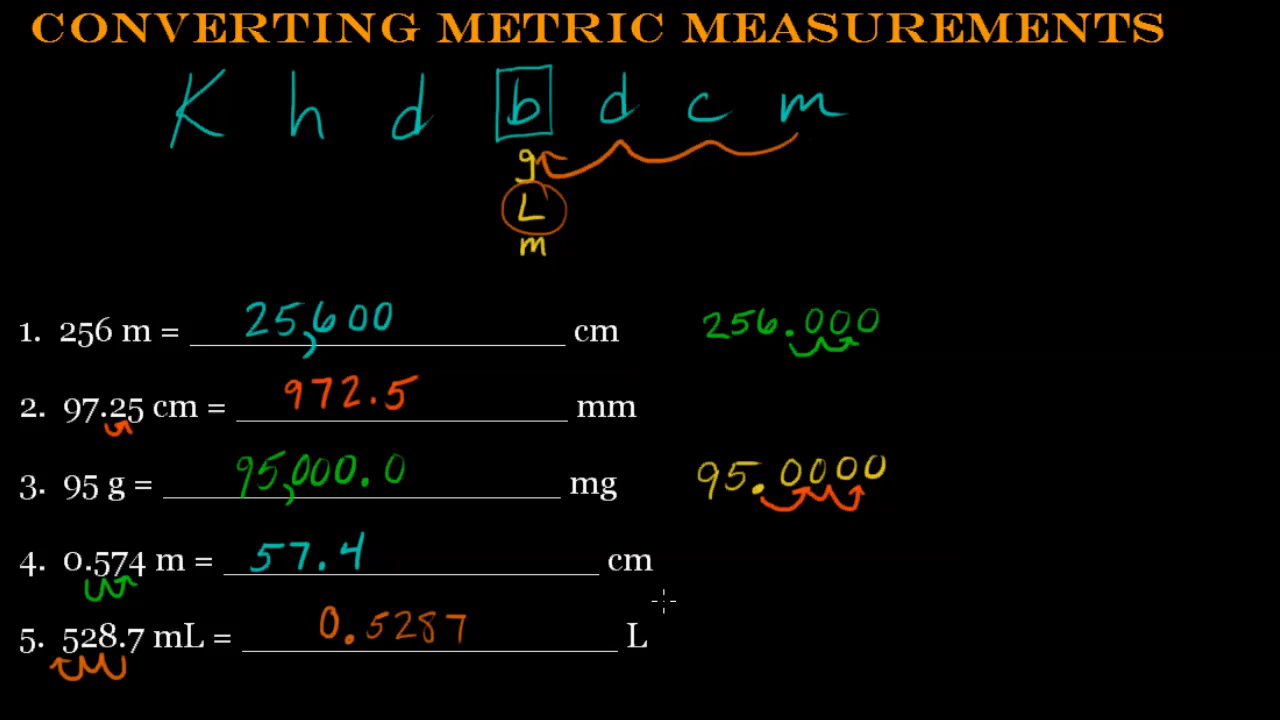 CONVERTING METRIC MEASUREMENTS
K h d b d c m
g
L
m
1. 256 m = 25,600 cm 256.000
2. 97.25 cm = 972.5 mm
3. 95 g = 95,000.0 mg 95.0000
4. 0.574 m = 57.4 cm
5. 528.7 mL = 0.5287 L